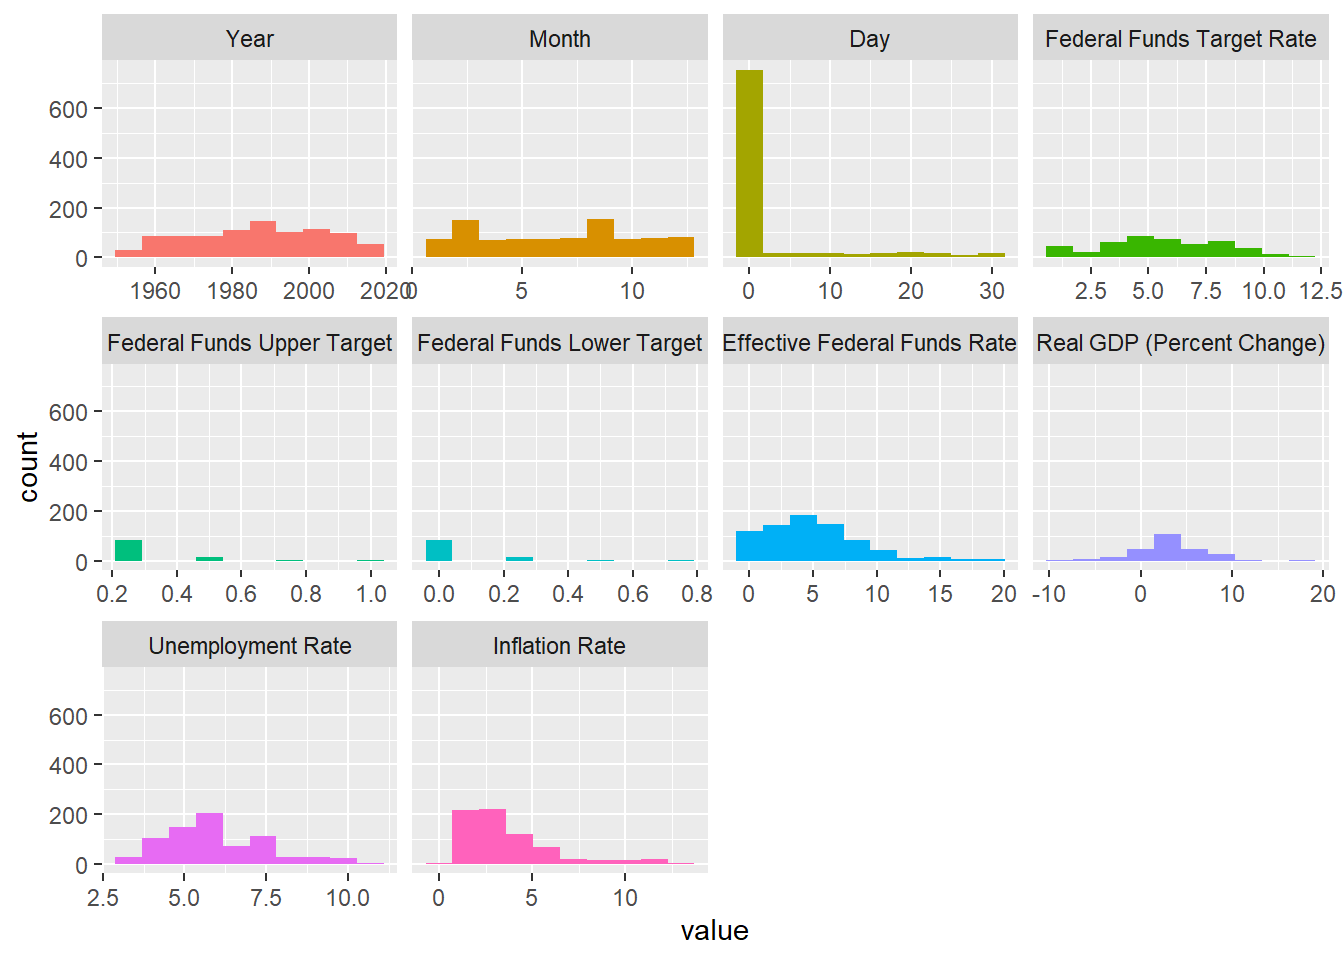 Year Month Day Federal Funds Target Rate
600
400
200
0
1960 1980 2000 2020 0 5 10 0 10 20 30 2.5 5.0 7.5 10.0 12.5
Federal Funds Upper Target Federal Funds Lower Target Effective Federal Funds Rate Real GDP (Percent Change)
600
400
200
0
0.2 0.4 0.6 0.8 1.0 0.0 0.2 0.4 0.6 0.8 0 5 10 15 20 -10 0 10 20
count
Unemployment Rate Inflation Rate
600
400
200
0
2.5 5.0 7.5 10.0 0 5 10
value